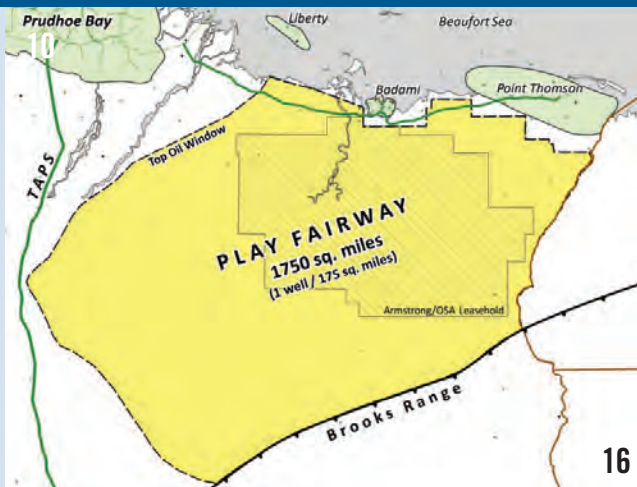 Prudhoe Bay
10
Liberty
Beaufort Sea
Badami
Point Thomson
Top Oil Window
TAPS
PLAY FAIRWAY
1750 sq. miles
(1 well / 175 sq. miles)
Armstrong/OSA Leasehold
Brooks Range
16